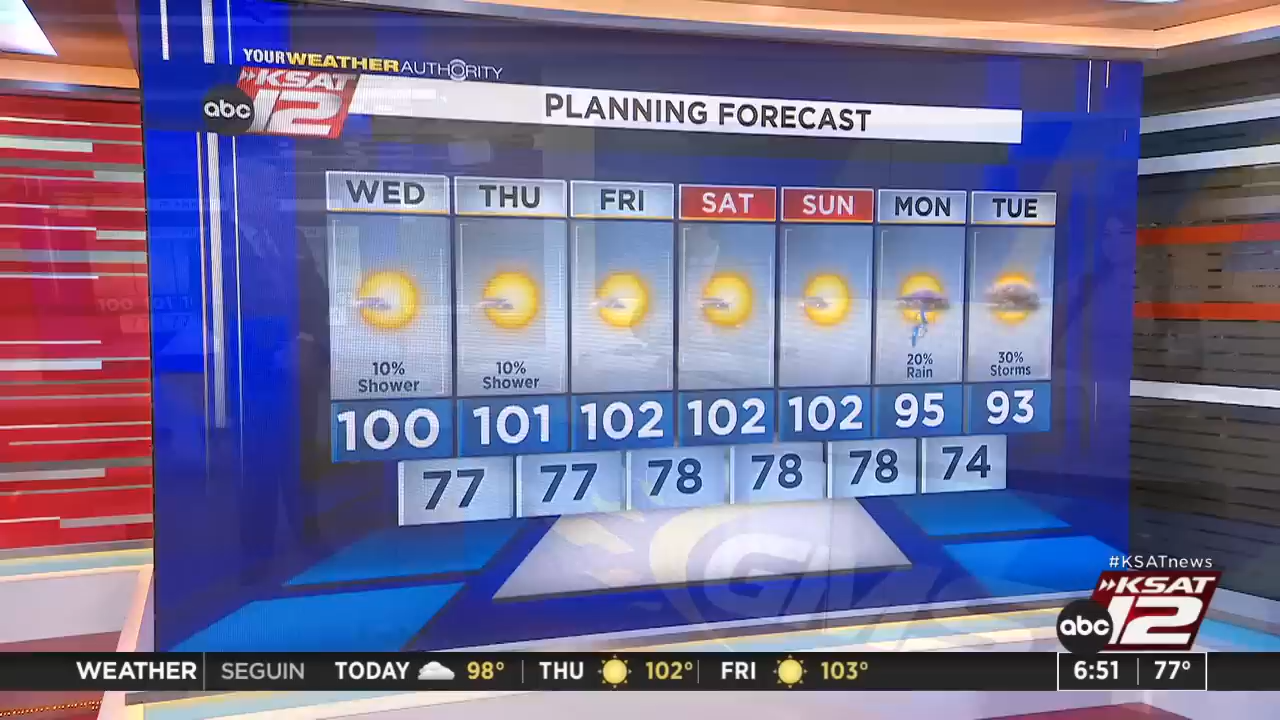 YOUR WEATHER AUTHORITY
KSAT
abc 12
PLANNING FORECAST
WED THU FRI SAT SUN MON TUE
10% Shower
10% Shower
20% Rain
30% Storms
100 101 102 102 102 95 93
77 77 78 78 78 74
GMS
#KSATnews
KSAT
abc 12
WEATHER SEGUIN TODAY 98° THU 102° FRI 103° 6:51 77°